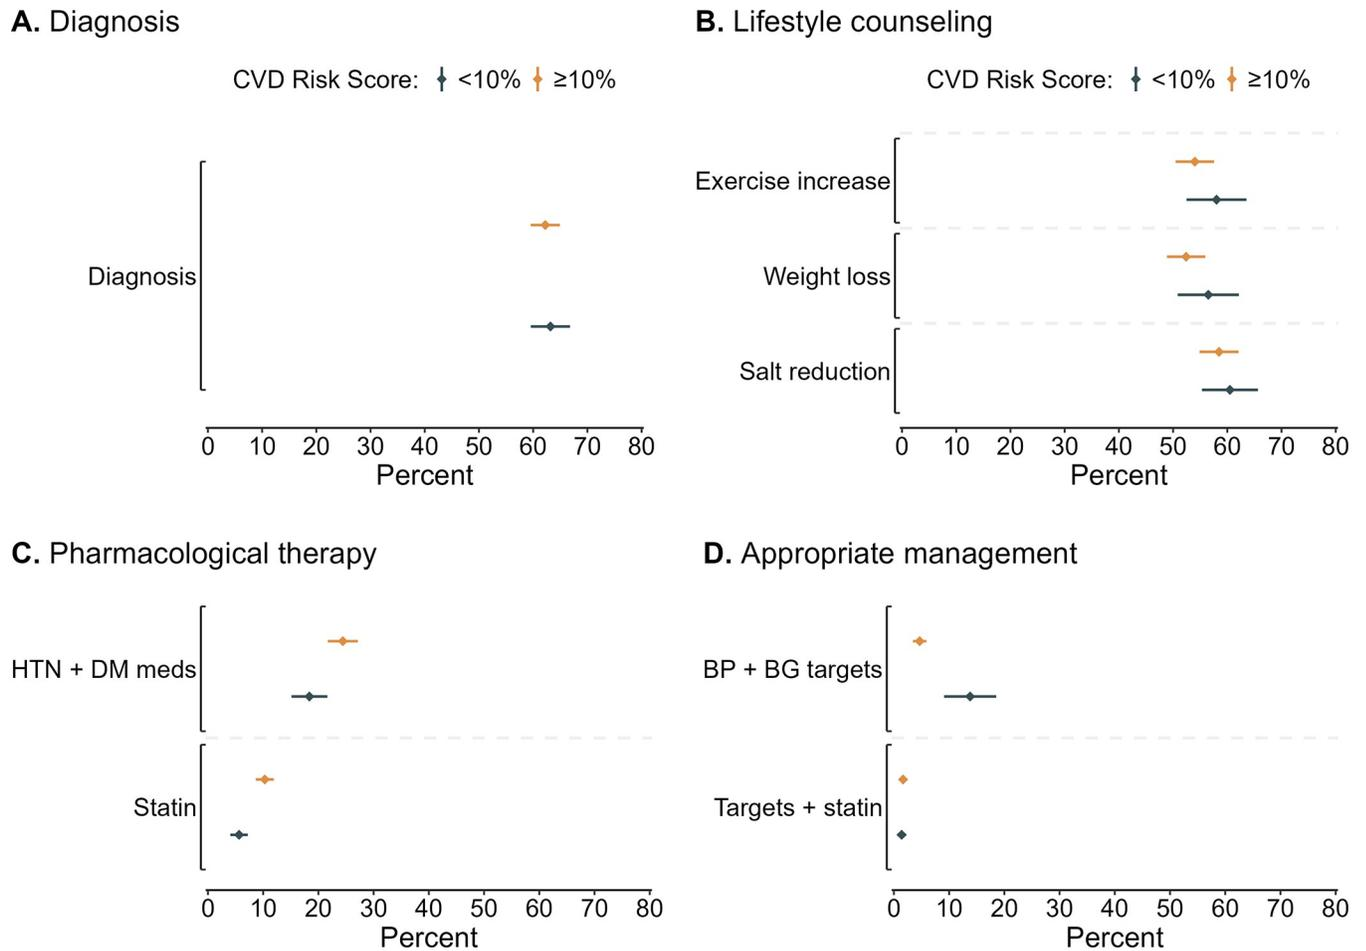 A. Diagnosis
CVD Risk Score: <10% ≥10%
Diagnosis
0 10 20 30 40 50 60 70 80
Percent
B. Lifestyle counseling
CVD Risk Score: <10% ≥10%
Exercise increase
Weight loss
Salt reduction
0 10 20 30 40 50 60 70 80
Percent
C. Pharmacological therapy
HTN + DM meds
Statin
0 10 20 30 40 50 60 70 80
Percent
D. Appropriate management
BP + BG targets
Targets + statin
0 10 20 30 40 50 60 70 80
Percent